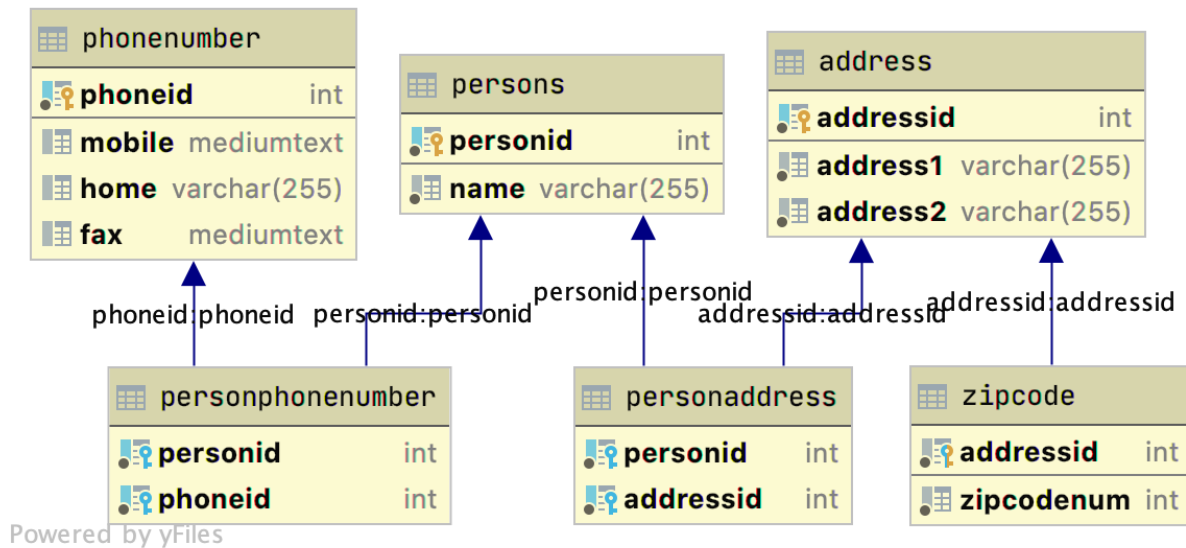 phonenumber
phoneid int
mobile mediumtext
home varchar(255)
fax mediumtext
persons
personid int
name varchar(255)
address
addressid int
address1 varchar(255)
address2 varchar(255)
phoneid:phoneid
personid:personid
personid:personid
addressid:addressid
addressid:addressid
personphonenumber
personid int
phoneid int
personaddress
personid int
addressid int
zipcode
addressid int
zipcodenum int
Powered by yFiles